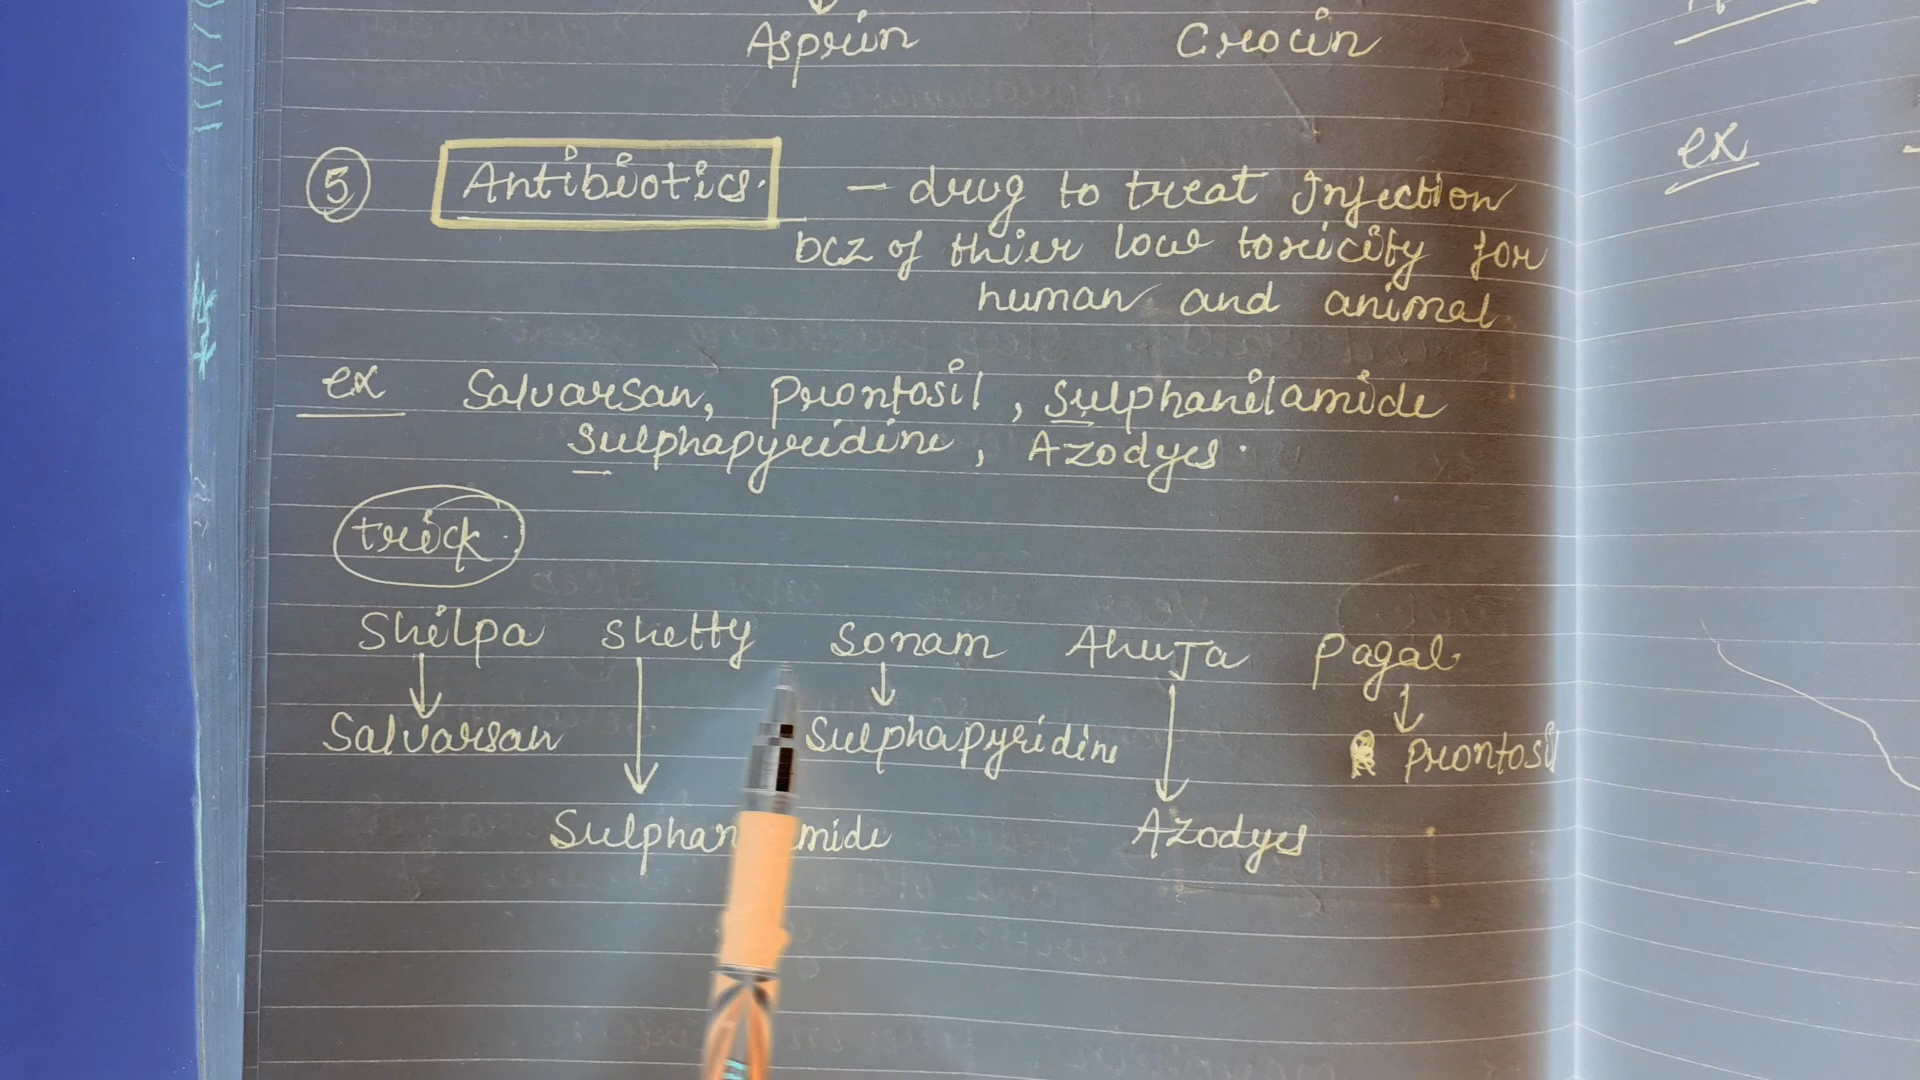 Asprin Crocin
5 Antibiotics. - drug to treat Infection
bcz of thier low toxicity for
human and animal
ex Salvarsan, Prontosil, Sulphanilamide
Sulphapyridine, Azodyes.
trick.
Shilpa Shetty Sonam Ahuja Pagal
Salvarsan Sulphapyridine Prontosil
Azodyes
ex